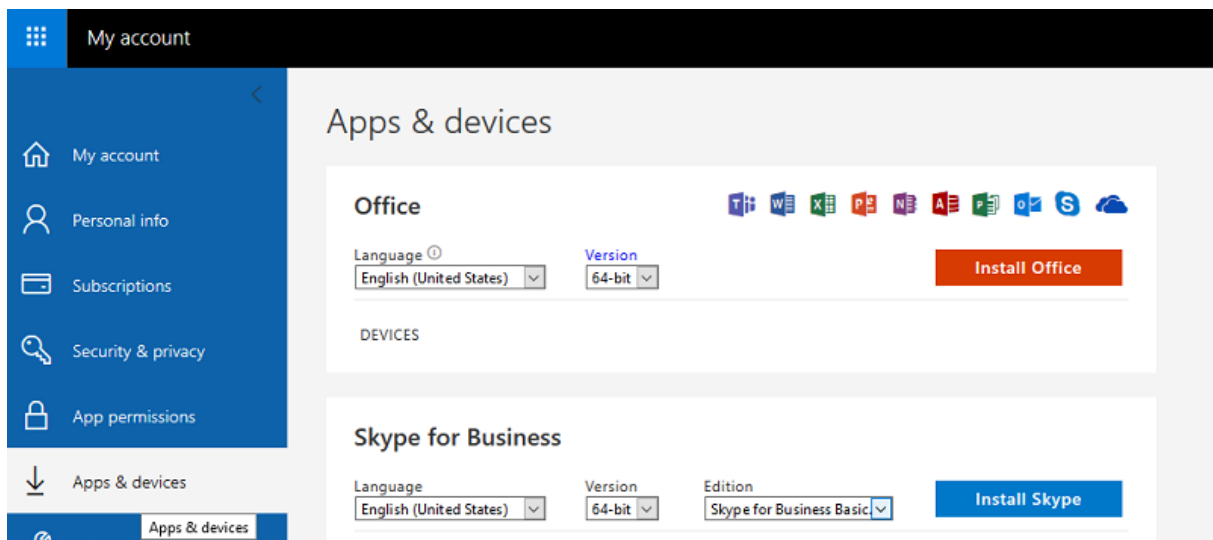 My account
My account
Personal info
Subscriptions
Security & privacy
App permissions
Apps & devices
Apps & devices
Apps & devices
Office
T W X P N A P O S
Language Version
English (United States) 64-bit Install Office
DEVICES
Skype for Business
Language Version Edition
English (United States) 64-bit Skype for Business Basic. Install Skype